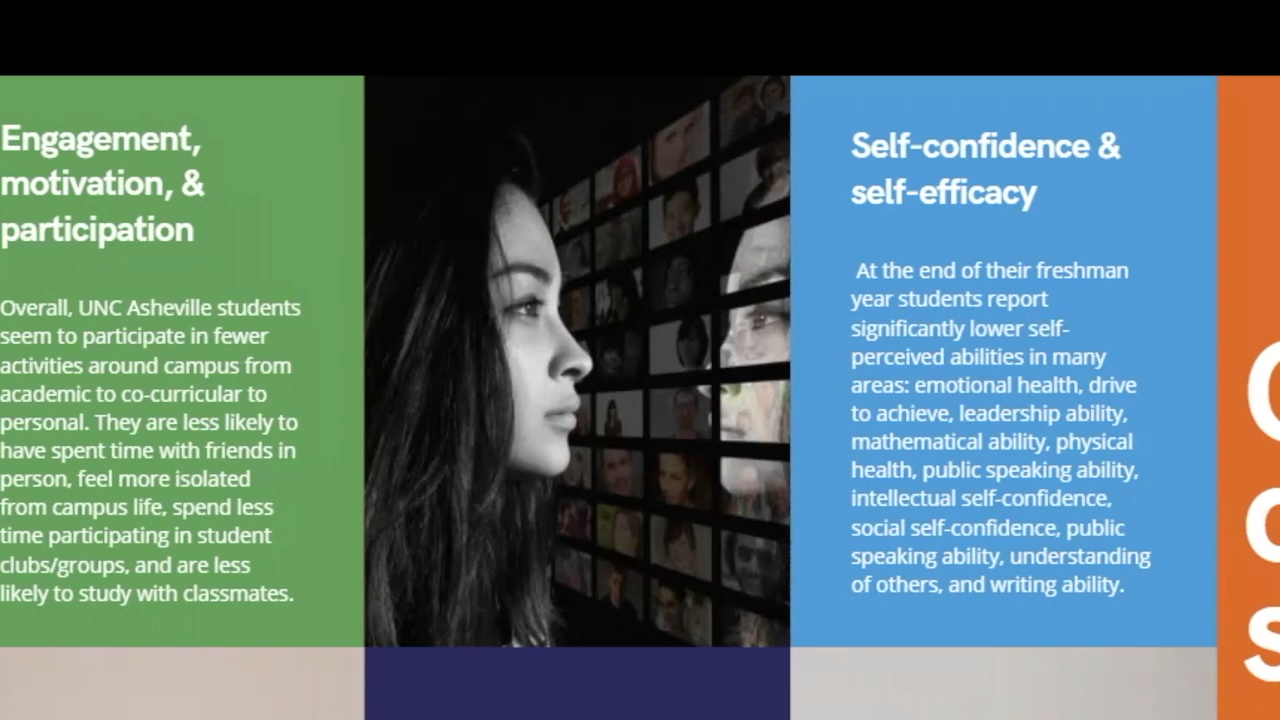 Engagement,
motivation, &
participation
Overall, UNC Asheville students
seem to participate in fewer
activities around campus from
academic to co-curricular to
personal. They are less likely to
have spent time with friends in
person, feel more isolated
from campus life, spend less
time participating in student
clubs/groups, and are less
likely to study with classmates.
Self-confidence &
self-efficacy
At the end of their freshman
year students report
significantly lower self-
perceived abilities in many
areas: emotional health, drive
to achieve, leadership ability,
mathematical ability, physical
health, public speaking ability,
intellectual self-confidence,
social self-confidence, public
speaking ability, understanding
of others, and writing ability.